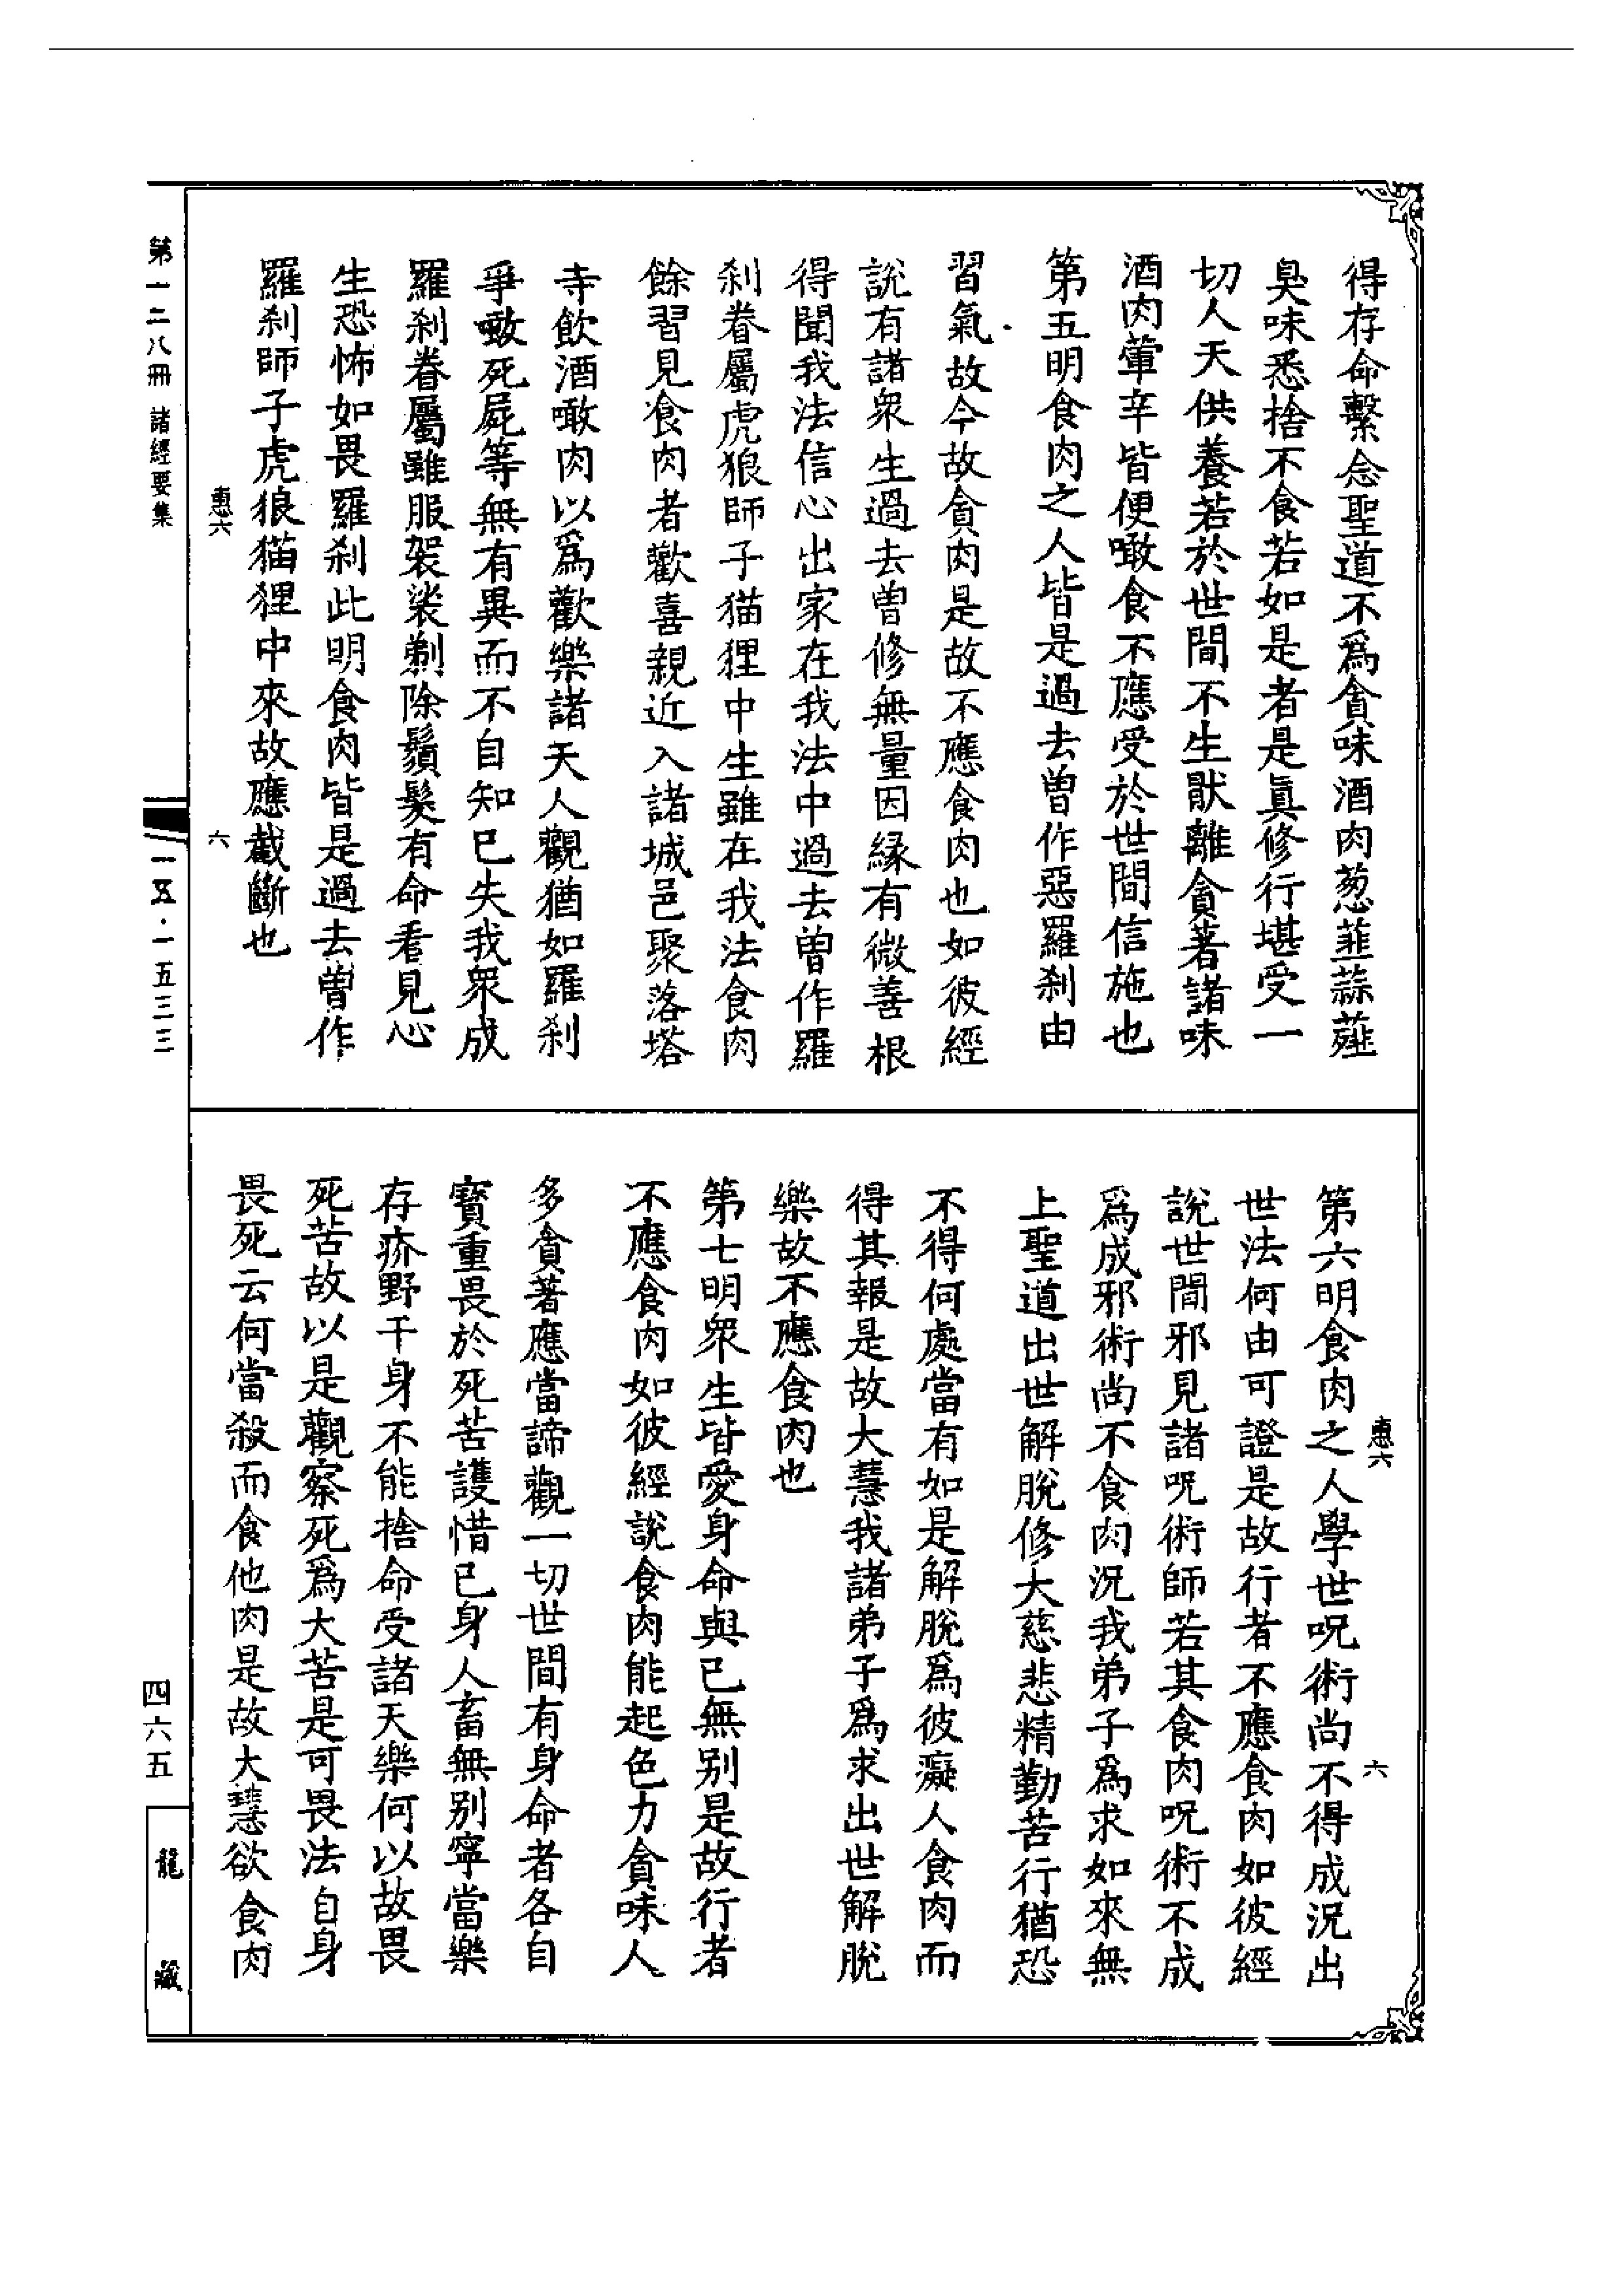 得存命繫念聖道不爲貪味酒肉葱韮蒜薤
臭味悉捨不食若如是者是眞修行堪受一
切人天供養若於世間不生猒離貪著諸味
酒肉葷辛皆便噉食不應受於世間信施也
第五明食肉之人皆是過去曾作惡羅刹由
習氣故今故貪肉是故不應食肉也如彼經
說有諸衆生過去曾修無量因緣有微善根
得聞我法信心出家在我法中過去曾作羅
刹眷屬虎狼師子猫狸中生雖在我法食肉
餘習見食肉者歡喜親近入諸城邑聚落塔
寺飲酒噉肉以爲歡樂諸天人觀猶如羅刹
爭噉死屍等無有異而不自知已失我衆成
羅刹眷屬雖服袈裟剃除鬚髮有命看見心
生恐怖如畏羅刹此明食肉皆是過去曾作
羅刹師子虎狼猫狸中來故應截斷也
惠六
六
第六明食肉之人學世呪術尚不得成況出
世法何由可證是故行者不應食肉如彼經
說世間邪見諸呪術師若其食肉呪術不成
爲成邪術尚不食肉況我弟子爲求如來無
上聖道出世解脫修大慈悲精勤苦行猶恐
不得何處當有如是解脫爲彼癡人食肉而
得其報是故大慧我諸弟子爲求出世解脫
樂故不應食肉也
第七明衆生皆愛身命與已無别是故行者
不應食肉如彼經說食肉能起色力貪味人
多貪著應當諦觀一切世間有身命者各自
寶重畏於死苦護惜已身人畜無别寧當樂
存疥野干身不能捨命受諸天樂何以故畏
死苦故以是觀察死爲大苦是可畏法自身
畏死云何當殺而食他肉是故大慧欲食肉
惠六
六
第一二八冊 諸經要集
一一五·一五三三
四六五
龍藏